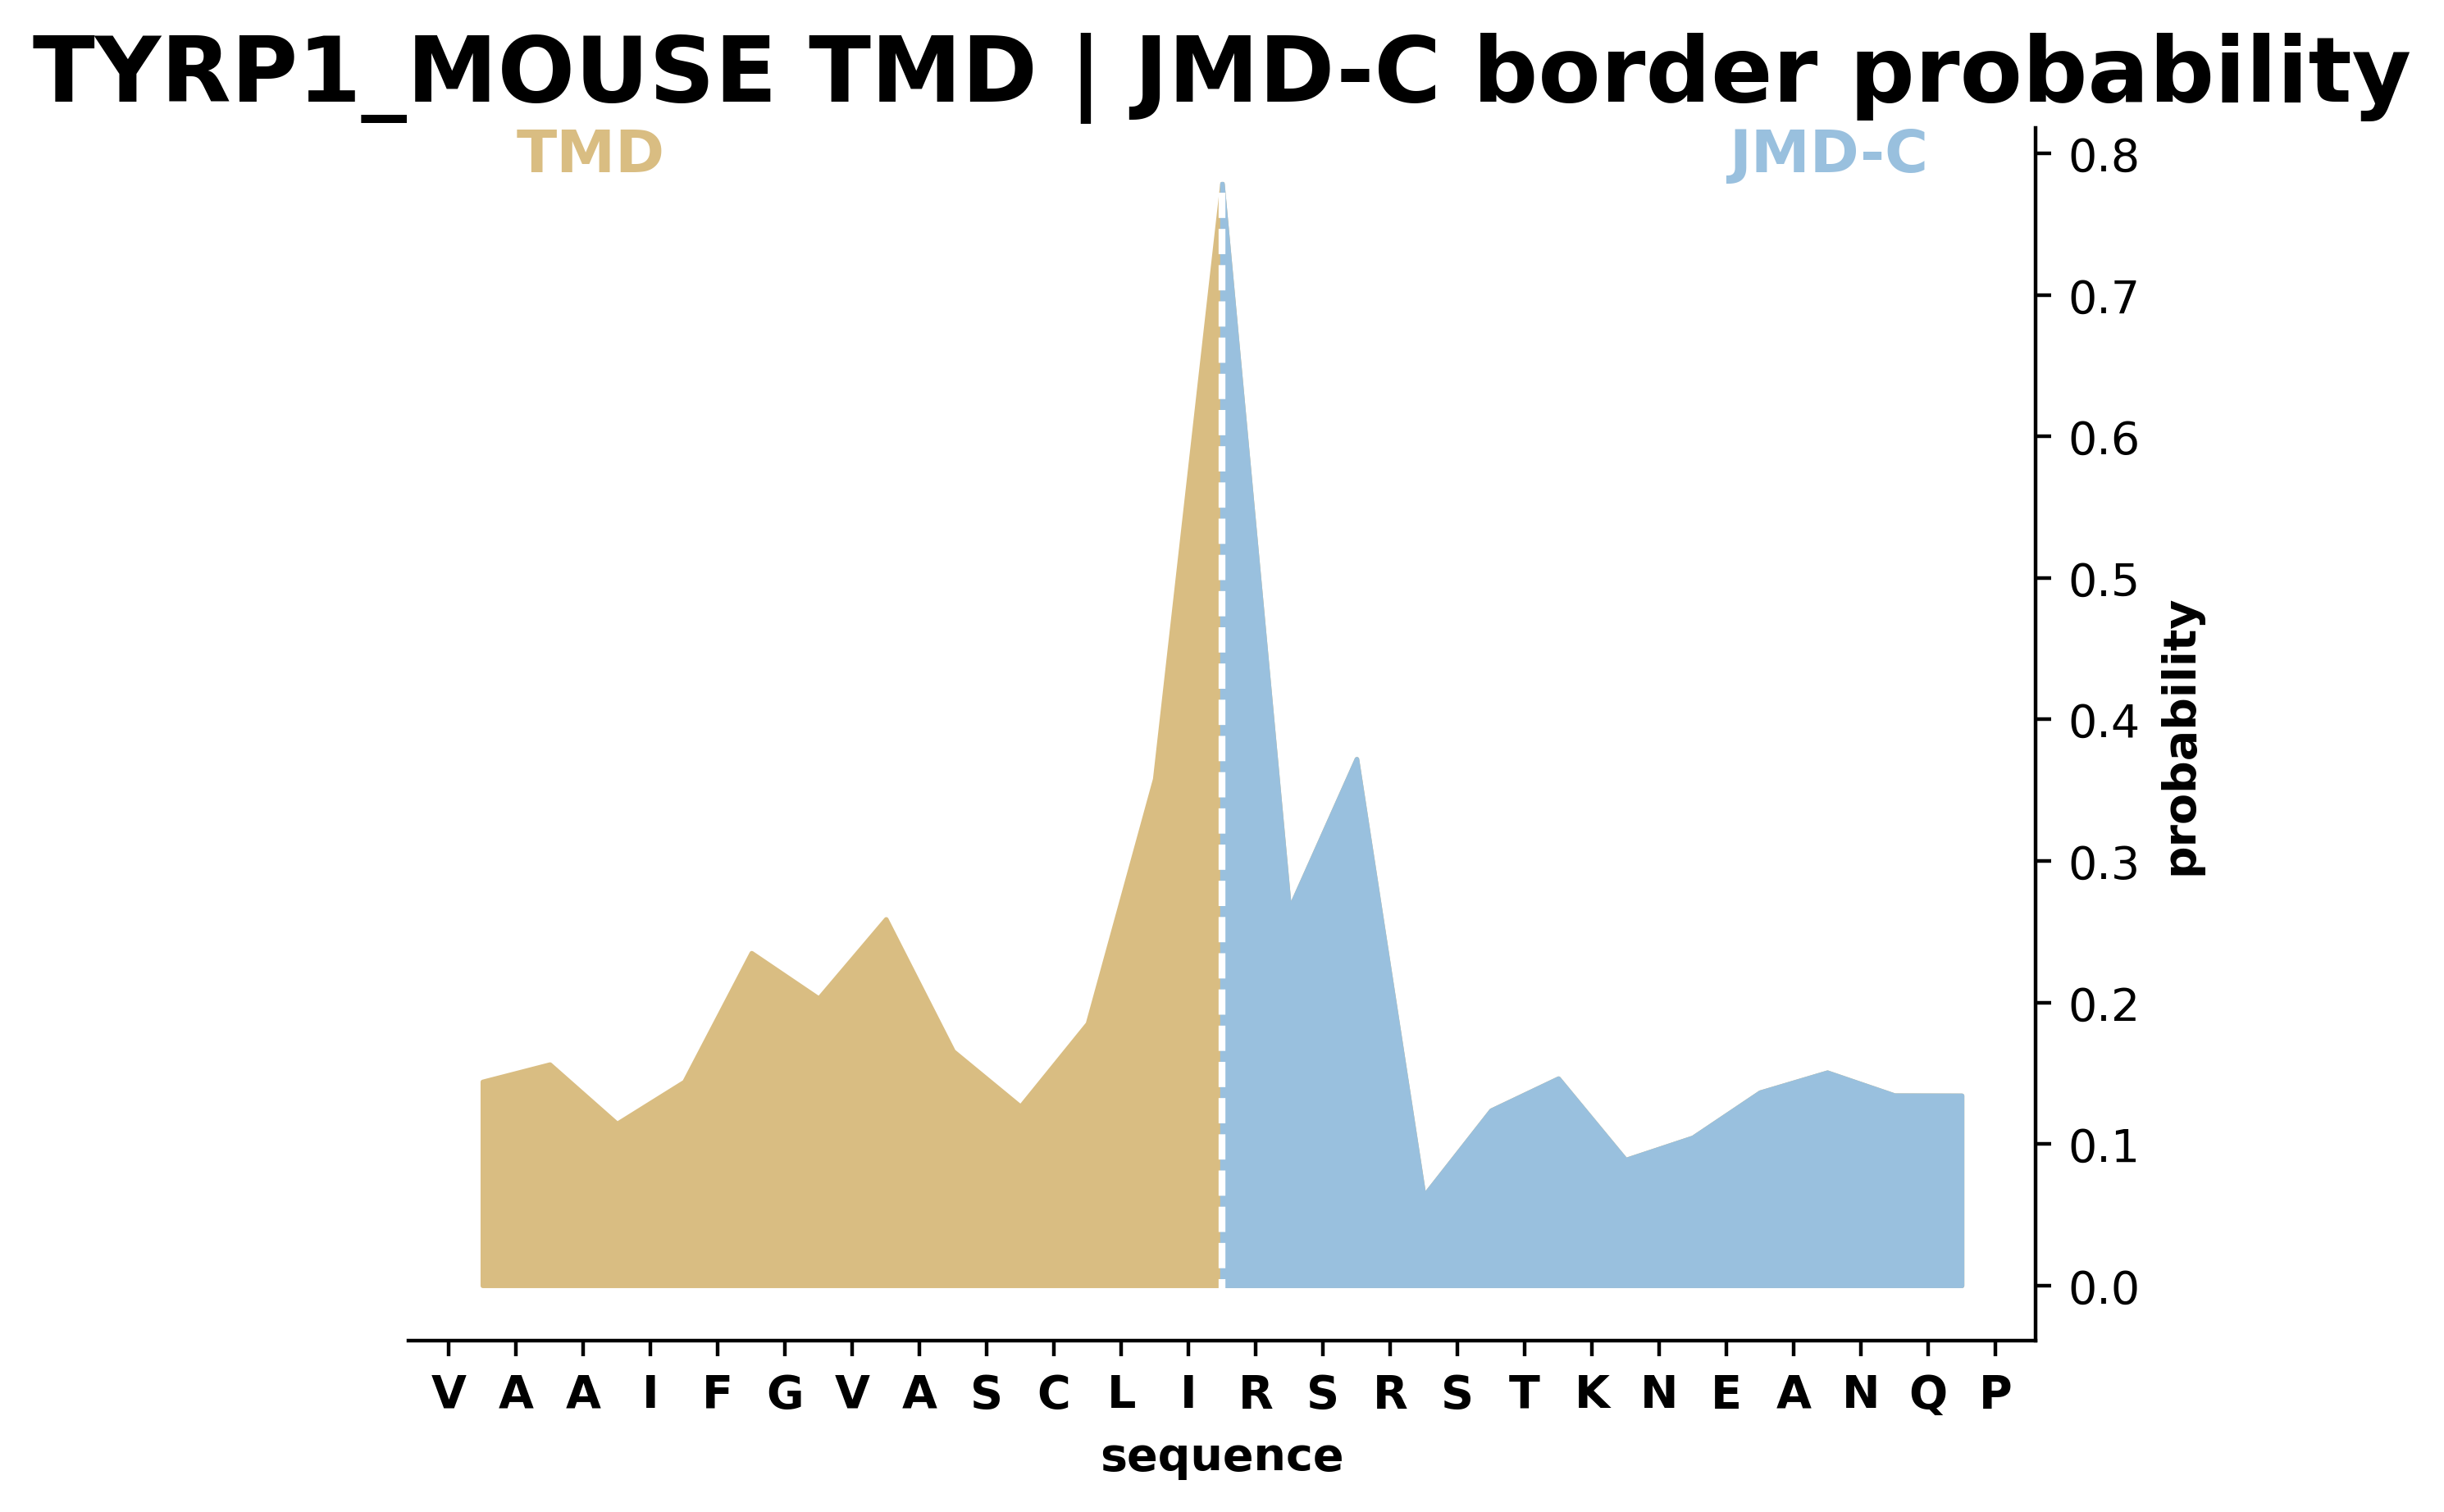 TYRP1_MOUSE TMD | JMD-C border probability
TMD JMD-C
0.8
0.7
0.6
0.5
0.4
0.3
0.2
0.1
0.0
probability
V A A I F G V A S C L I R S R S T K N E A N Q P
sequence